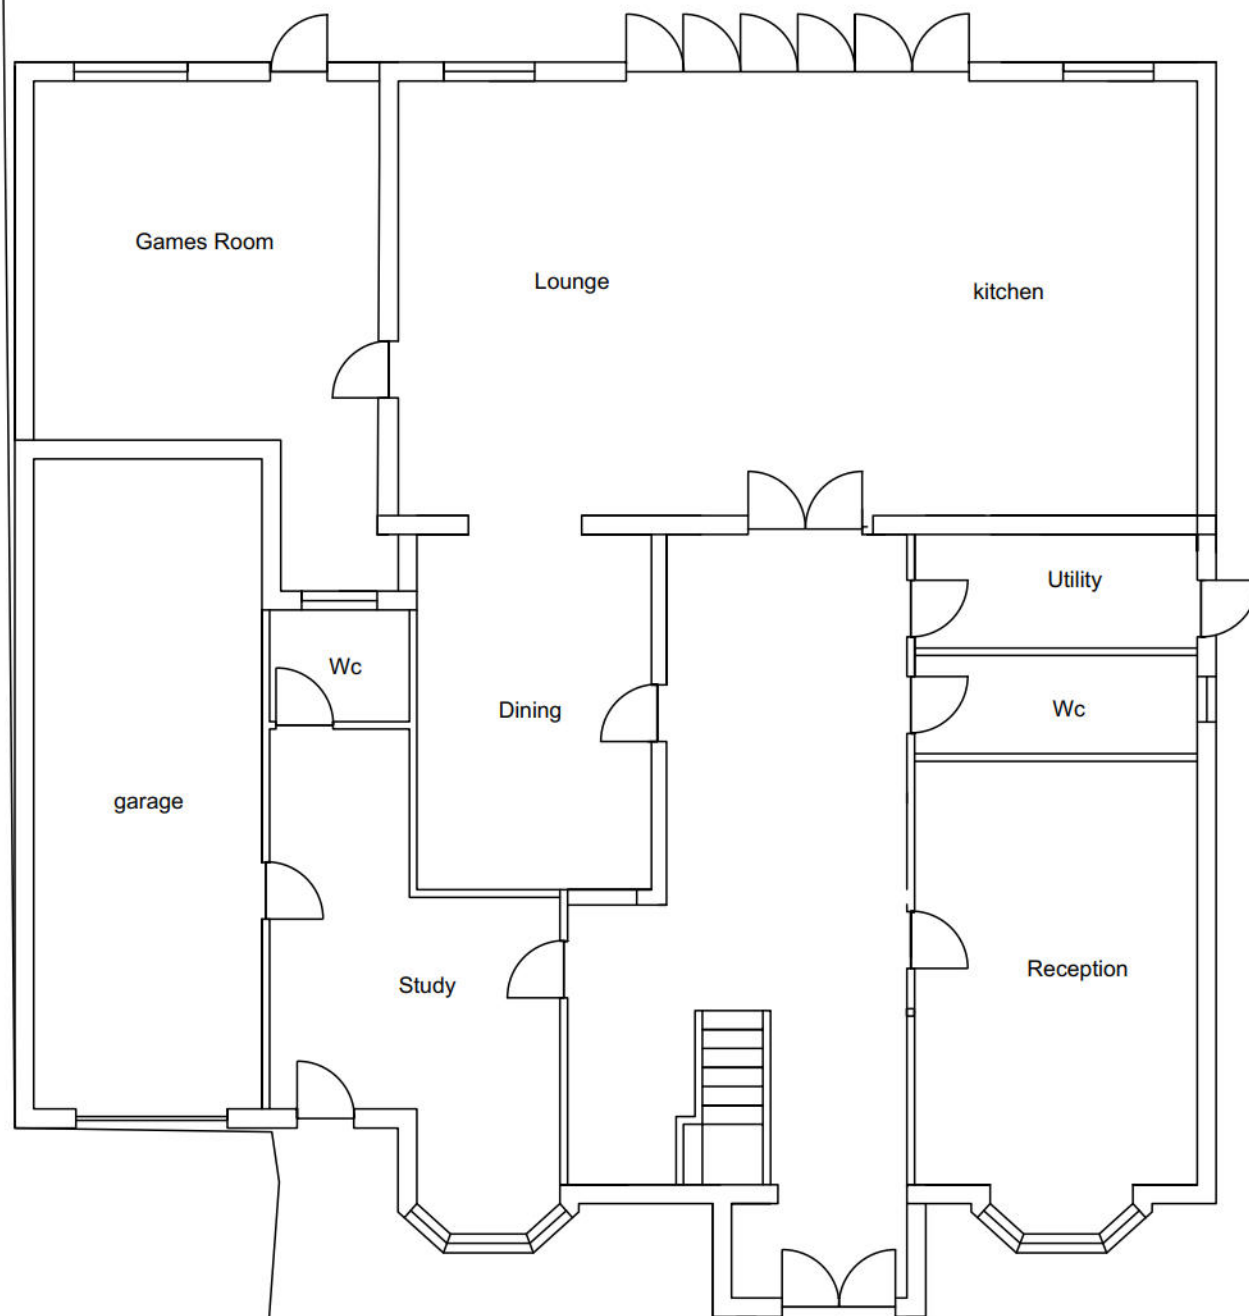 Games Room
Lounge
kitchen
Utility
Wc
Wc
Dining
garage
Reception
Study